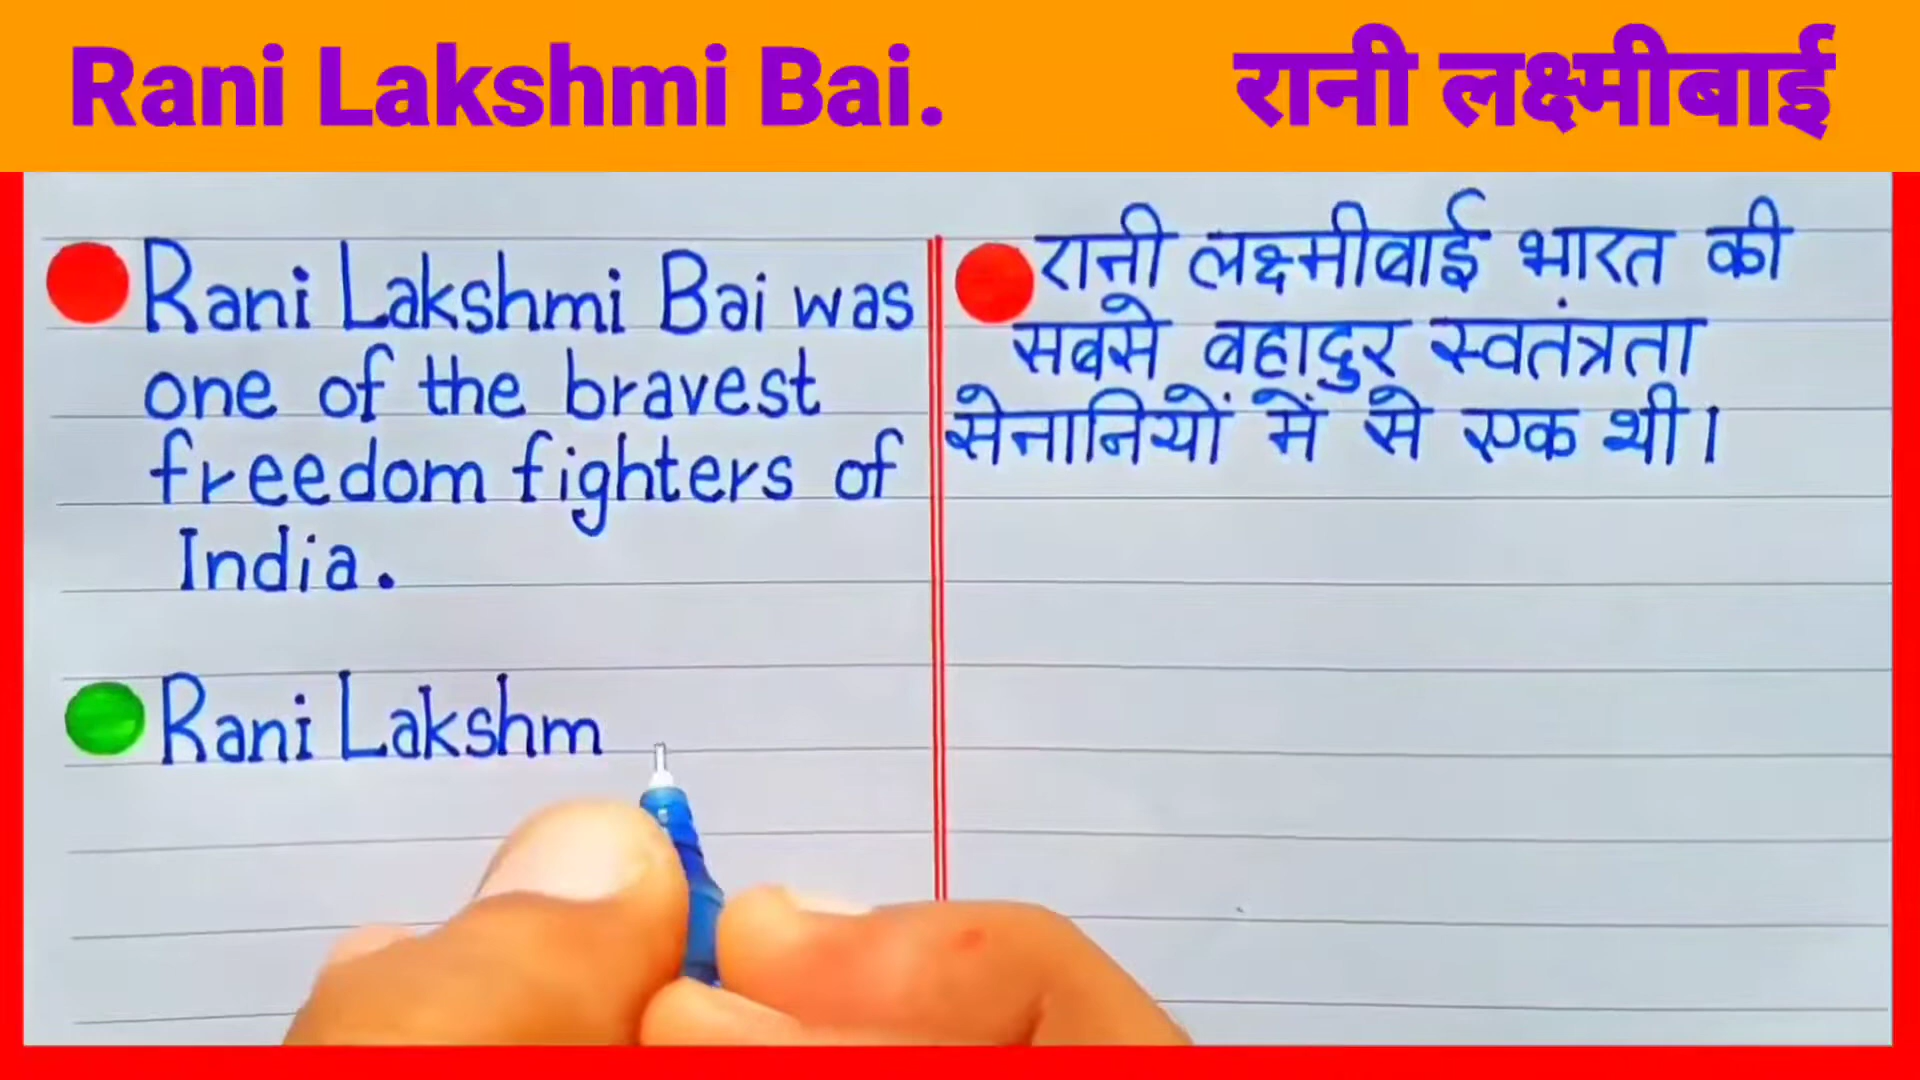 Rani Lakshmi Bai.
रानी लक्ष्मीबाई
Rani Lakshmi Bai was
one of the bravest
freedom fighters of
India.
Rani Lakshm
रानी लक्ष्मीबाई भारत की
सबसे बहादुर स्वतंत्रता
सेनानियों में से एक थी।